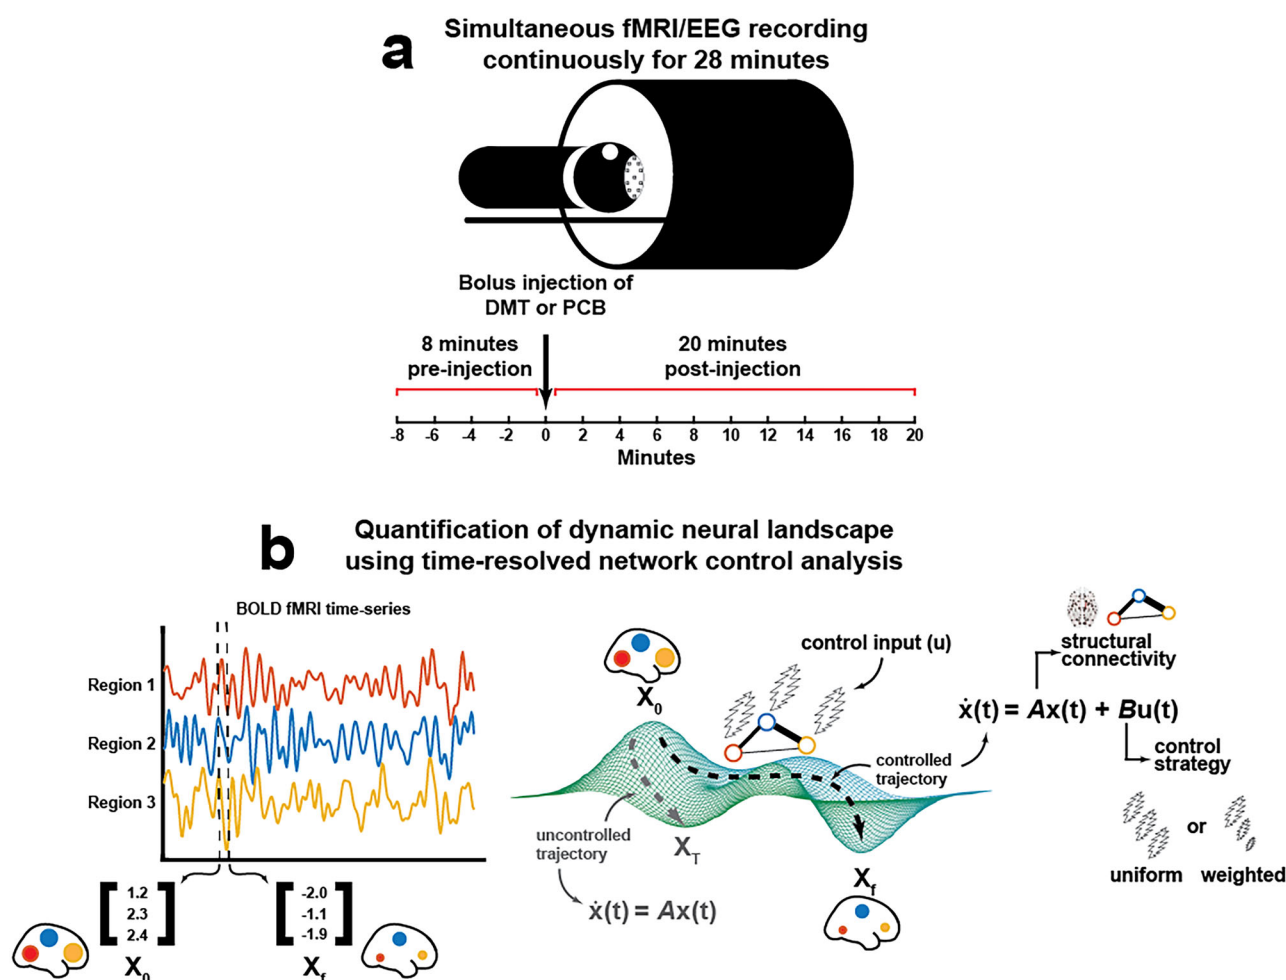 a
Simultaneous fMRI/EEG recording
continuously for 28 minutes
Bolus injection of
DMT or PCB
8 minutes
pre-injection
20 minutes
post-injection
-8 -6 -4 -2 0 2 4 6 8 10 12 14 16 18 20
Minutes
b
Quantification of dynamic neural landscape
using time-resolved network control analysis
BOLD fMRI time-series
Region 1
Region 2
Region 3
1.2
2.3
2.4
X0
-2.0
-1.1
-1.9
Xf
X0
control input (u)
controlled
trajectory
uncontrolled
trajectory
XT
ẋ(t) = Ax(t)
Xf
structural
connectivity
ẋ(t) = Ax(t) + Bu(t)
control
strategy
or
uniform weighted